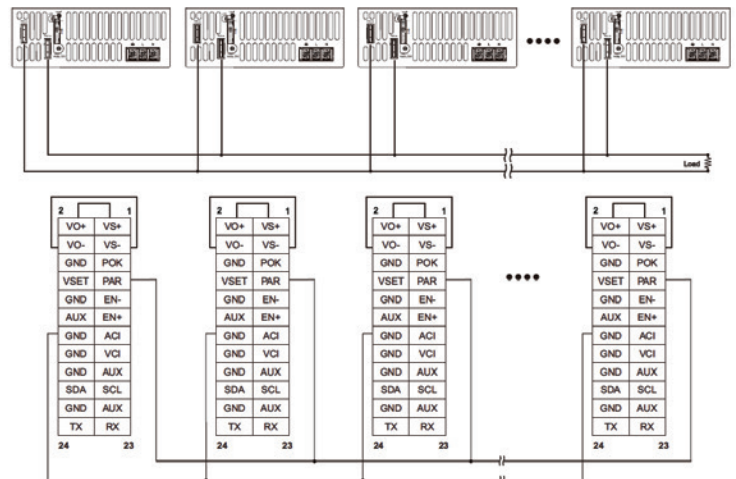 Load
2 1 2 1 2 1 2 1
VO+ VS+ VO+ VS+ VO+ VS+ VO+ VS+
VO- VS- VO- VS- VO- VS- VO- VS-
GND POK GND POK GND POK GND POK
VSET PAR VSET PAR VSET PAR VSET PAR
GND EN- GND EN- GND EN- GND EN-
AUX EN+ AUX EN+ AUX EN+ AUX EN+
GND ACI GND ACI GND ACI GND ACI
GND VCI GND VCI GND VCI GND VCI
GND AUX GND AUX GND AUX GND AUX
SDA SCL SDA SCL SDA SCL SDA SCL
GND AUX GND AUX GND AUX GND AUX
TX RX TX RX TX RX TX RX
24 23 24 23 24 23 24 23